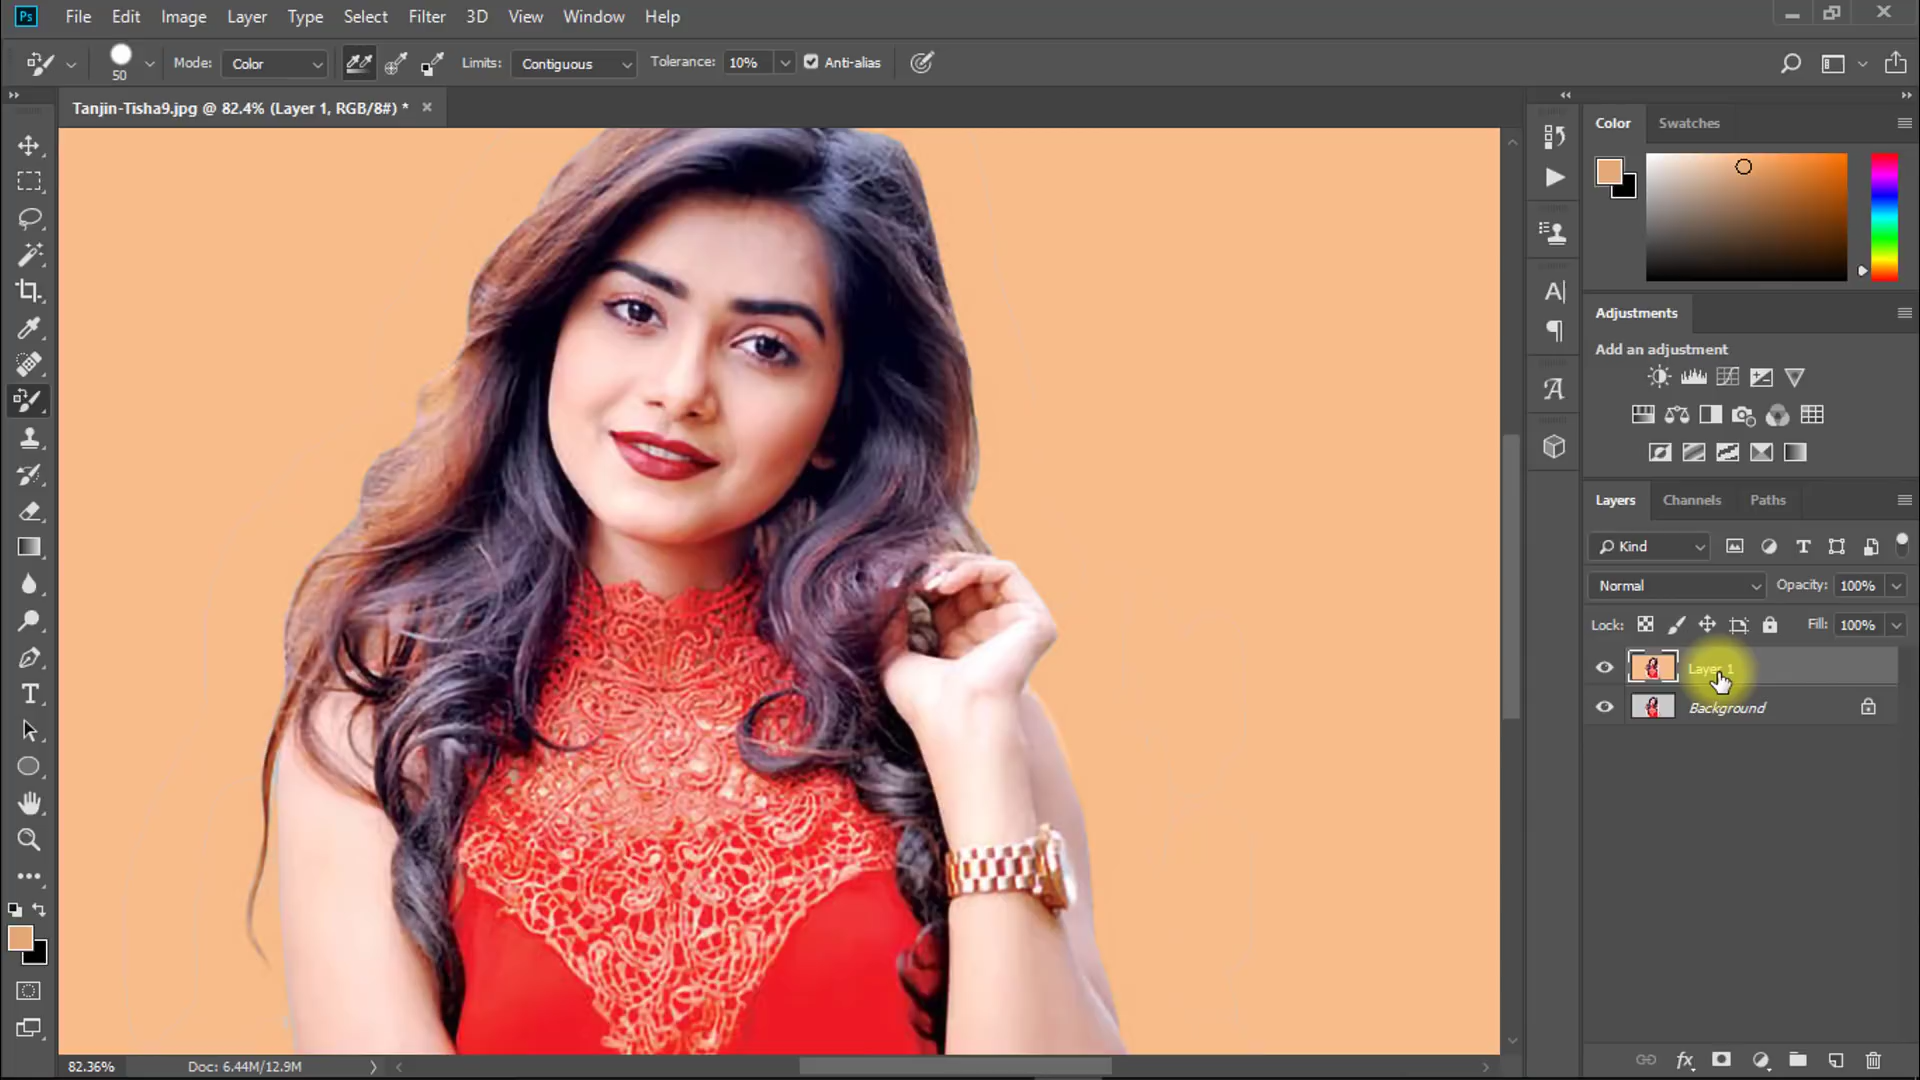 Ps File Edit Image Layer Type Select Filter 3D View Window Help
50 Mode: Color Limits: Contiguous Tolerance: 10% Anti-alias
Tanjin-Tisha9.jpg @ 82.4% (Layer 1, RGB/8#) *
Color Swatches
Adjustments
Add an adjustment
Layers Channels Paths
Kind
Normal Opacity: 100%
Lock: Fill: 100%
Layer 1
Background
82.36% Doc: 6.44M/12.9M